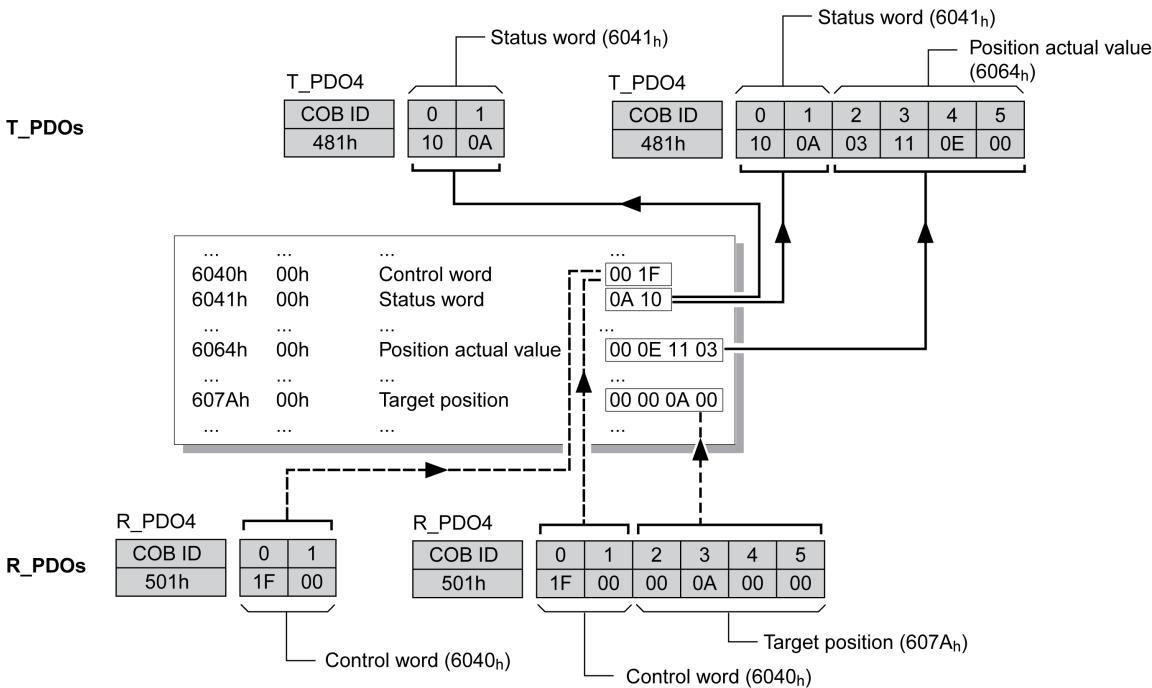 Status word (6041h)
Status word (6041h)
Position actual value
(6064h)
T_PDOs
T_PDO4
COB ID 0 1
481h 10 0A
T_PDO4
COB ID 0 1 2 3 4 5
481h 10 0A 03 11 0E 00
... ... ... ...
6040h 00h Control word 00 1F
6041h 00h Status word 0A 10
... ... ... ...
6064h 00h Position actual value 00 0E 11 03
... ... ... ...
607Ah 00h Target position 00 00 0A 00
... ... ... ...
R_PDOs
R_PDO4
COB ID 0 1
501h 1F 00
R_PDO4
COB ID 0 1 2 3 4 5
501h 1F 00 00 0A 00 00
Control word (6040h)
Target position (607Ah)
Control word (6040h)